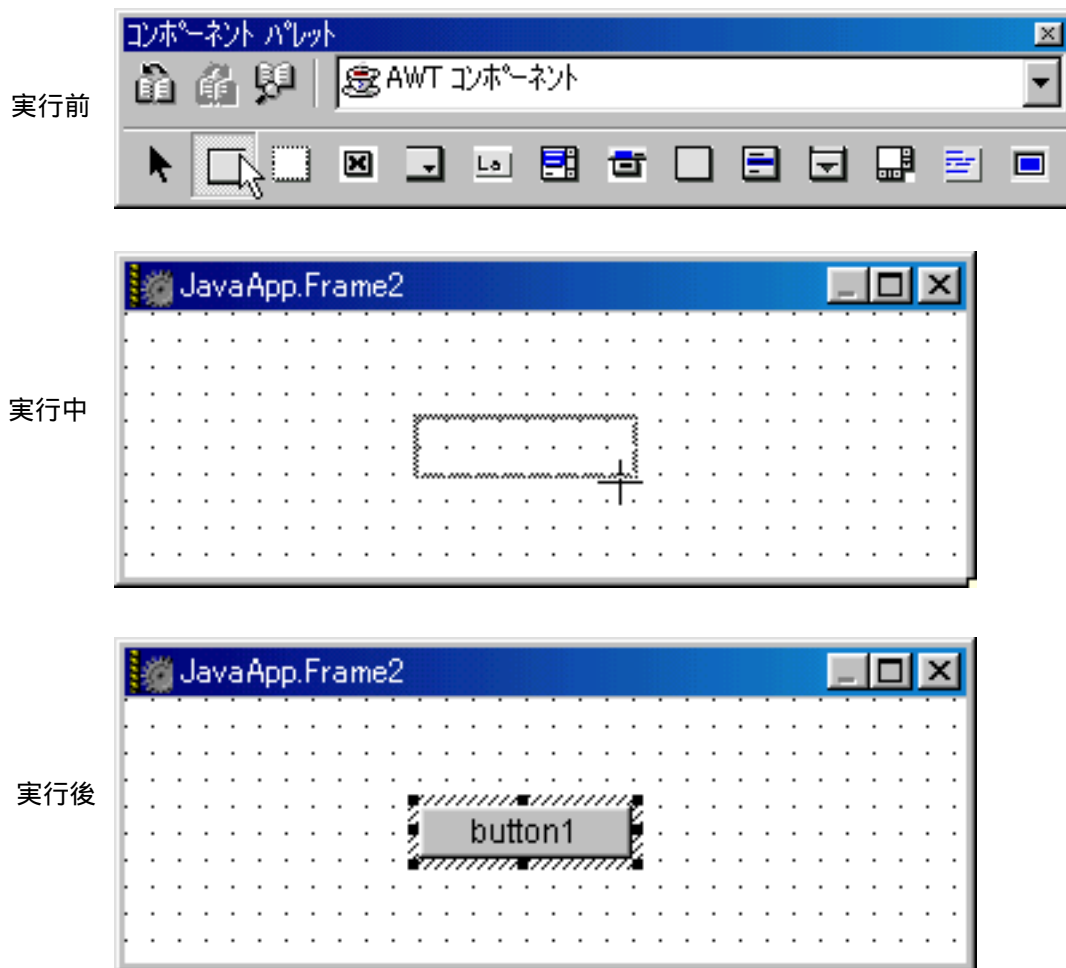 コンポーネント パレット
実行前
AWT コンポーネント
La
JavaApp.Frame2
実行中
JavaApp.Frame2
実行後
button1